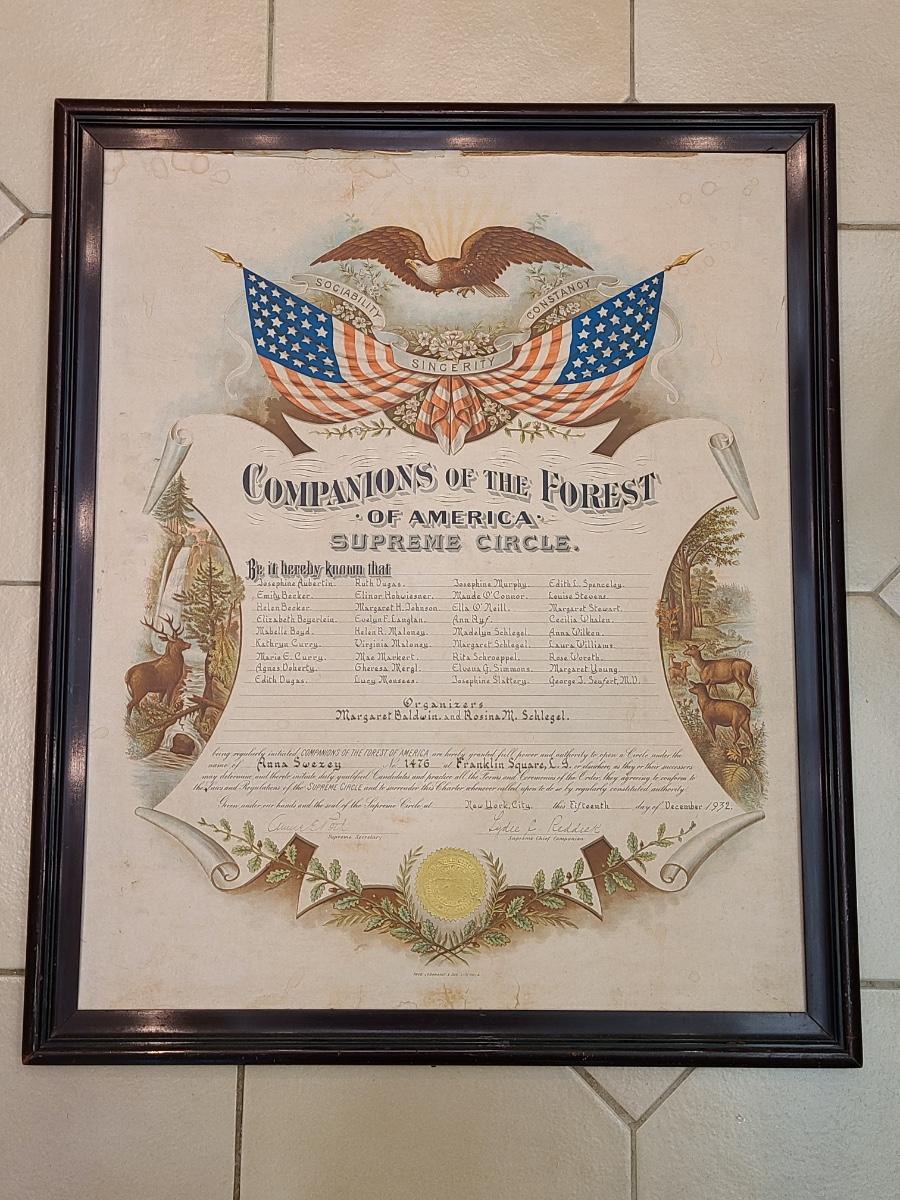 SOCIABILITY
CONSTANCY
SINCERITY
COMPANIONS OF THE FOREST
· OF AMERICA ·
SUPREME CIRCLE.
Be it hereby known that
Josephine Aubertin. Ruth Dugas. Josephine Murphy. Edith L. Spenceley.
Emily Becker. Elinor Hohwiesner. Maude O'Connor. Louise Stevens.
Helen Becker. Margaret H. Johnson. Ella O'Neill. Margaret Stewart.
Elizabeth Beyerlein. Evelyn F. Langlan. Ann Ryf. Cecilia Whalen.
Mabelle Boyd. Helen R. Maloney. Madelyn Schlegel. Anna Wilken.
Kathryn Curry. Virginia Maloney. Margaret Schlegel. Laura Williams.
Marie E. Curry. Mae Markert. Rita Schroeppel. Rose Woreth.
Agnes Doherty. Theresa Mergl. Elvena G. Simmons. Margaret Young.
Edith Dugas. Lucy Monsees. Josephine Slattery. George J. Seufert, M.D.
Organizers
Margaret Baldwin. and Rosina M. Schlegel.
being regularly initiated COMPANIONS OF THE FOREST OF AMERICA are hereby granted full power and authority to open a Circle under the
name of Anna Swezey No. 1476 at Franklin Square, L.I. or elsewhere, as they or their successors
may determine and thereto initiate duly qualified Candidates and practice all the Forms and Ceremonies of the Order; they agreeing to conform to
the Laws and Regulations of the SUPREME CIRCLE and to surrender this Charter whenever called upon to do so by regularly constituted authority.
Given under our hands and the seal of the Supreme Circle at New York, City. this Fifteenth day of December 1932.
Annie E. Poth Lydie C. Reddick
Supreme Secretary Supreme Chief Companion